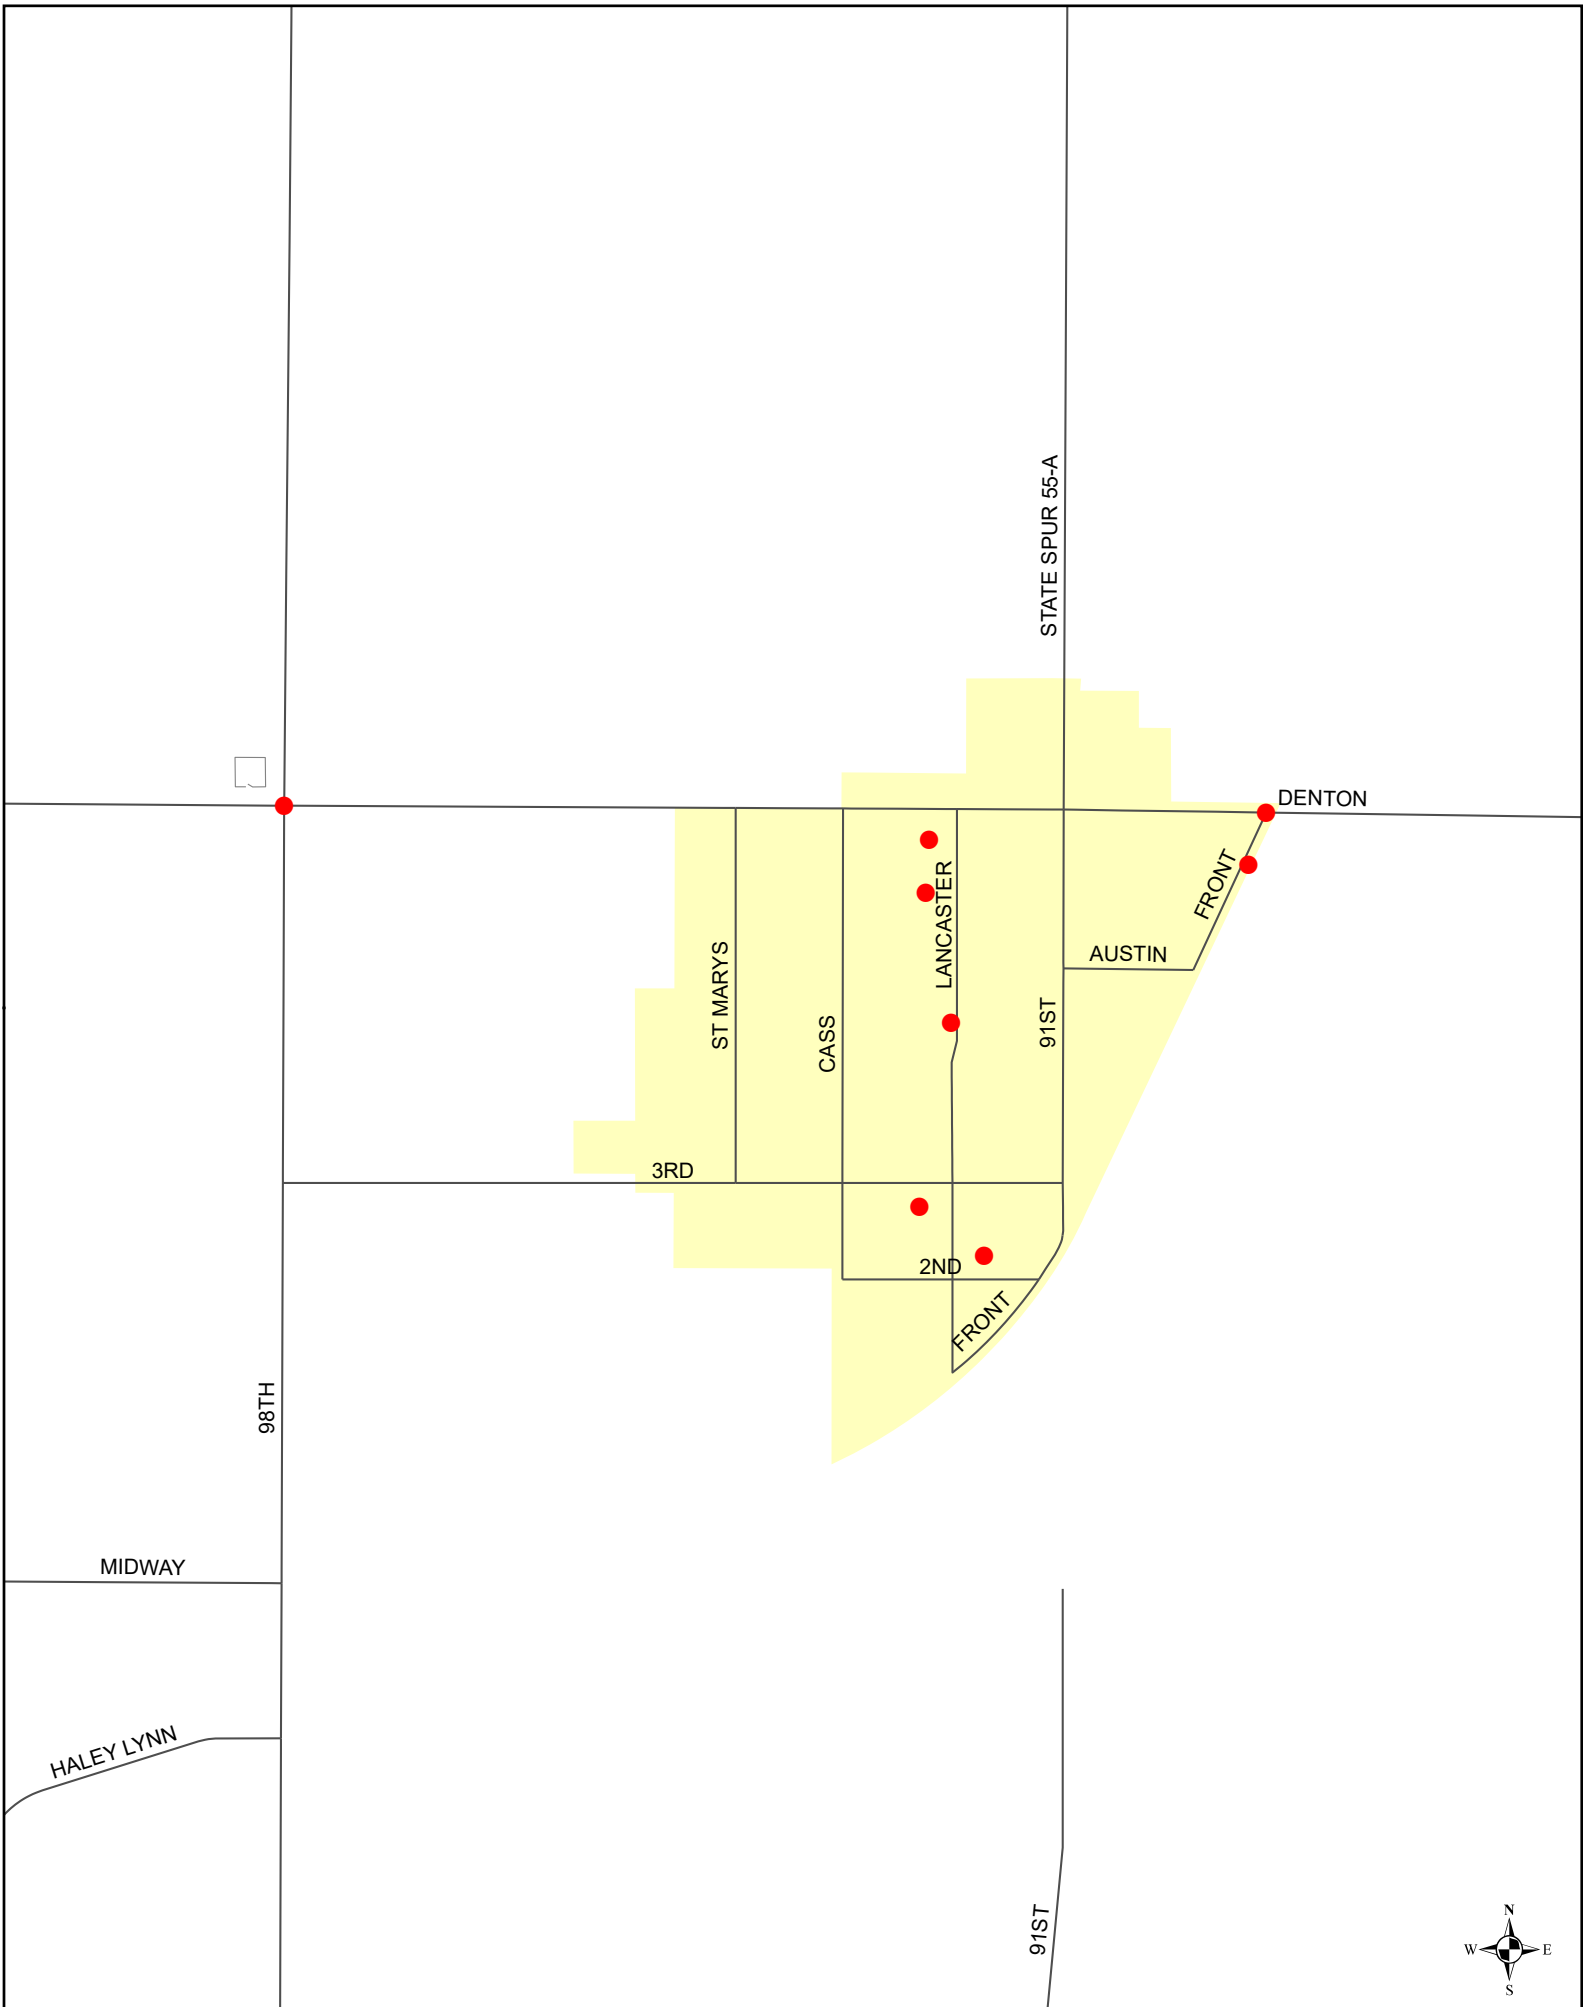 STATE SPUR 55-A
DENTON
FRONT
LANCASTER
AUSTIN
ST MARYS
91ST
CASS
3RD
2ND
FRONT
98TH
MIDWAY
HALEY LYNN
91ST
N
W E
S